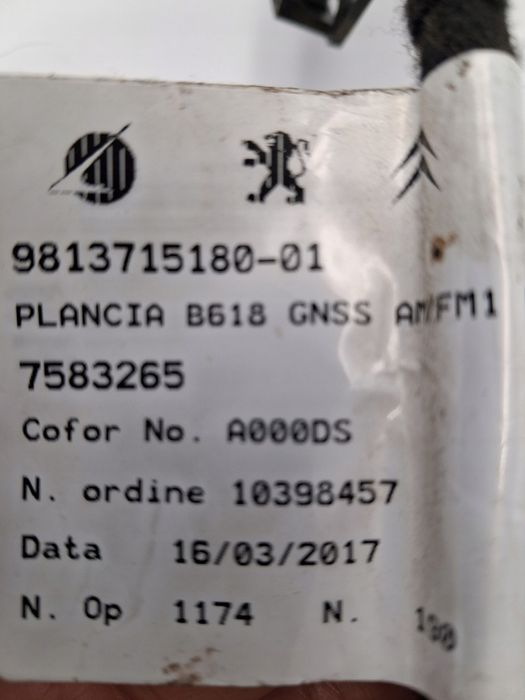 9813715180-01
PLANCIA B618 GNSS AM/FM1
7583265
Cofor No. A000DS
N. ordine 10398457
Data 16/03/2017
N. Op 1174 N. 190